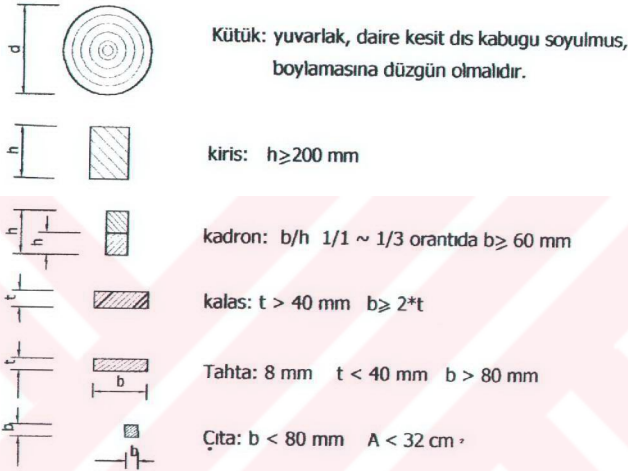 d
Kütük: yuvarlak, daire kesit dıs kabugu soyulmus,
boylamasına düzgün olmalıdır.
h
kiris: h≥200 mm
h
h
kadron: b/h 1/1 ~ 1/3 orantıda b≥ 60 mm
t
kalas: t > 40 mm b≥ 2*t
t
b
Tahta: 8 mm t < 40 mm b > 80 mm
b
b
Çıta: b < 80 mm A < 32 cm ²